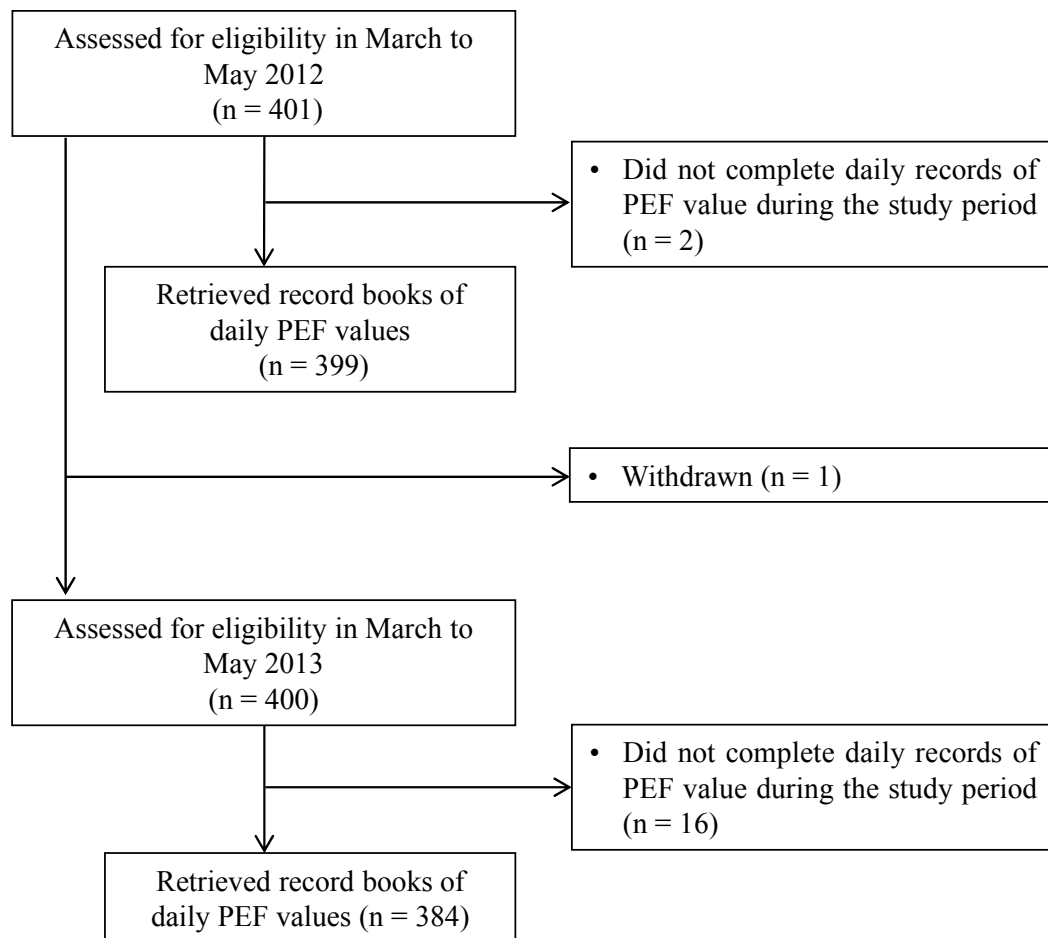 Assessed for eligibility in March to
May 2012
(n = 401)
• Did not complete daily records of
PEF value during the study period
(n = 2)
Retrieved record books of
daily PEF values
(n = 399)
• Withdrawn (n = 1)
Assessed for eligibility in March to
May 2013
(n = 400)
• Did not complete daily records of
PEF value during the study period
(n = 16)
Retrieved record books of
daily PEF values (n = 384)